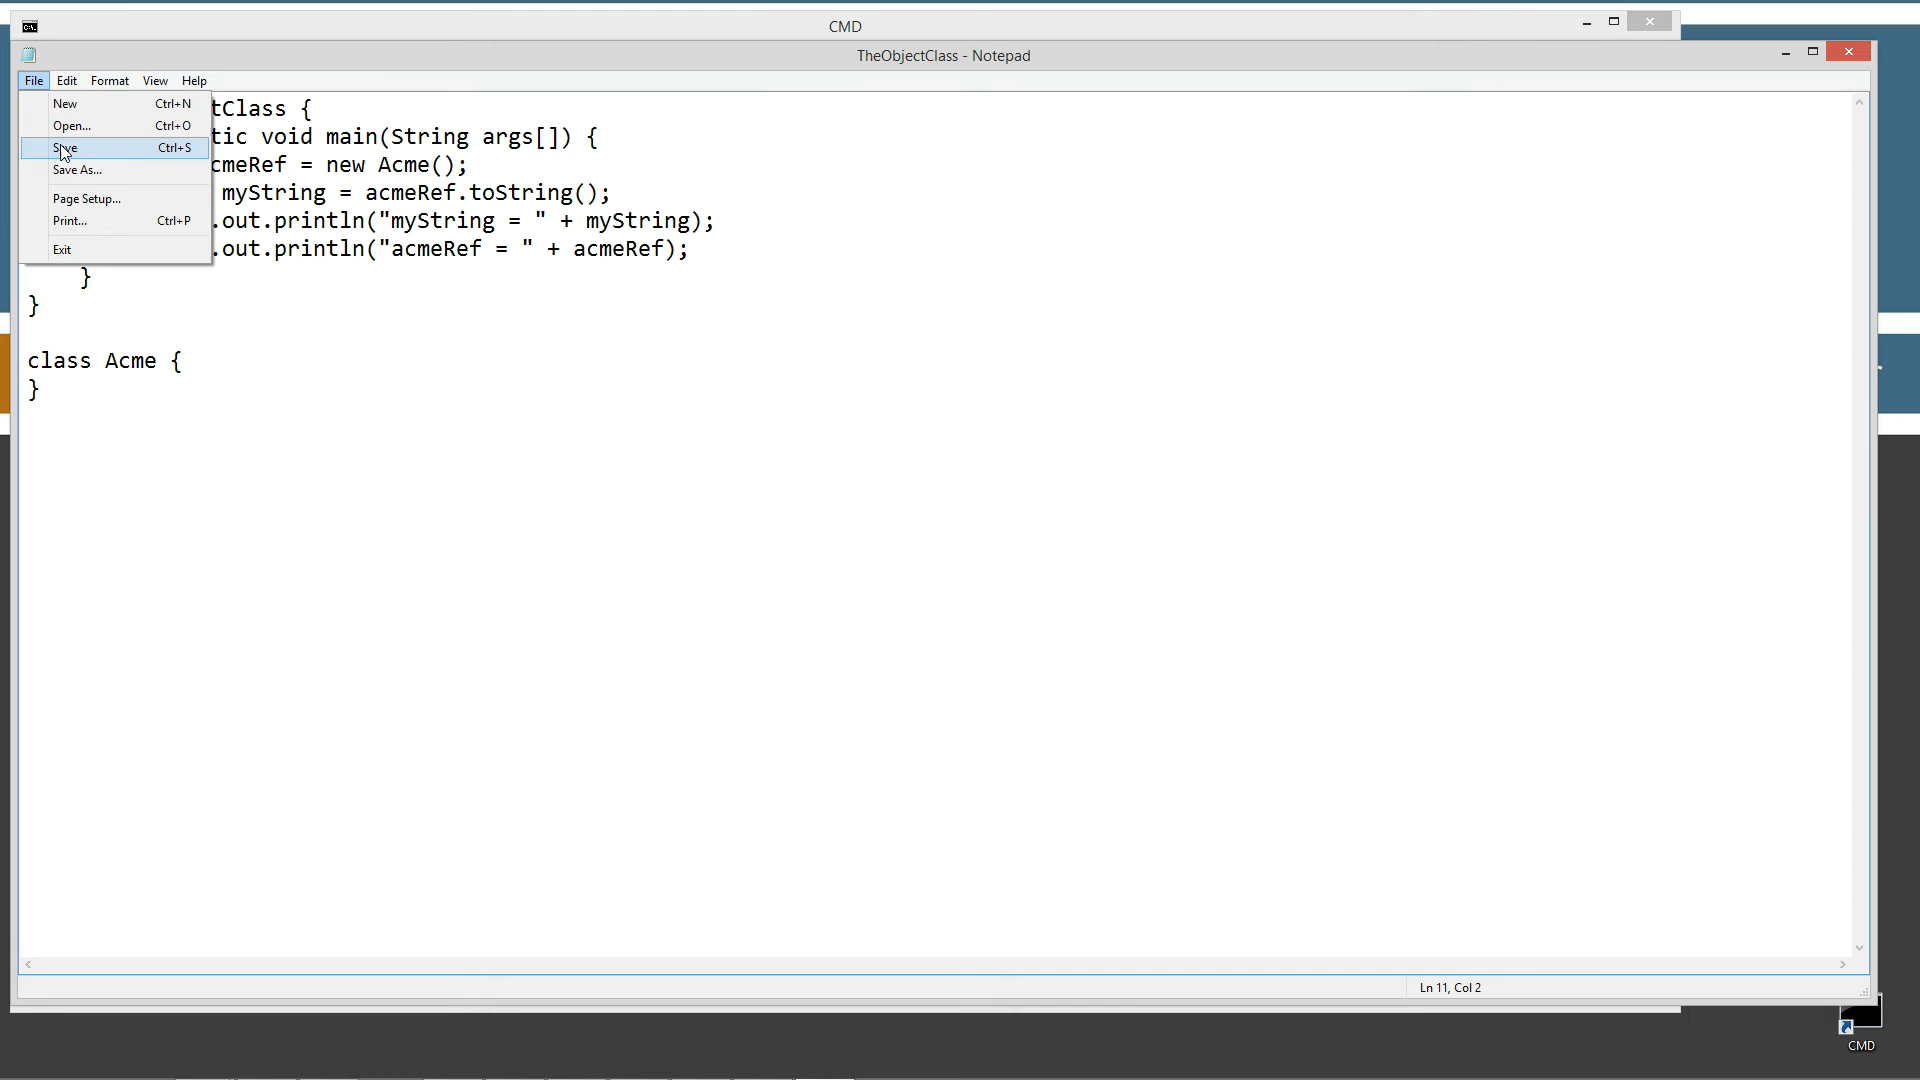 CMD
TheObjectClass - Notepad
File Edit Format View Help
New Ctrl+N
Open... Ctrl+O
Save Ctrl+S
Save As...
Page Setup...
Print... Ctrl+P
Exit
tClass {
tic void main(String args[]) {
cmeRef = new Acme();
myString = acmeRef.toString();
.out.println("myString = " + myString);
.out.println("acmeRef = " + acmeRef);
}
}
class Acme {
}
Ln 11, Col 2
CMD